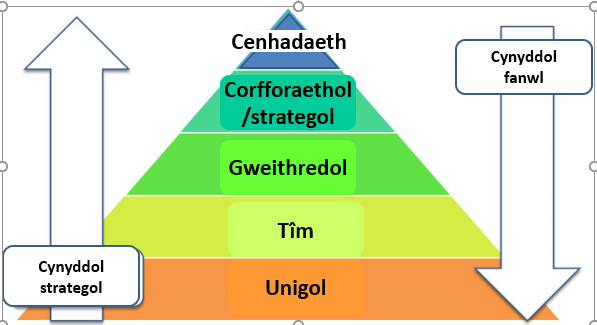 Cenhadaeth
Corfforaethol
/strategol
Gweithredol
Tîm
Unigol
Cynyddol
strategol
Cynyddol
fanwl